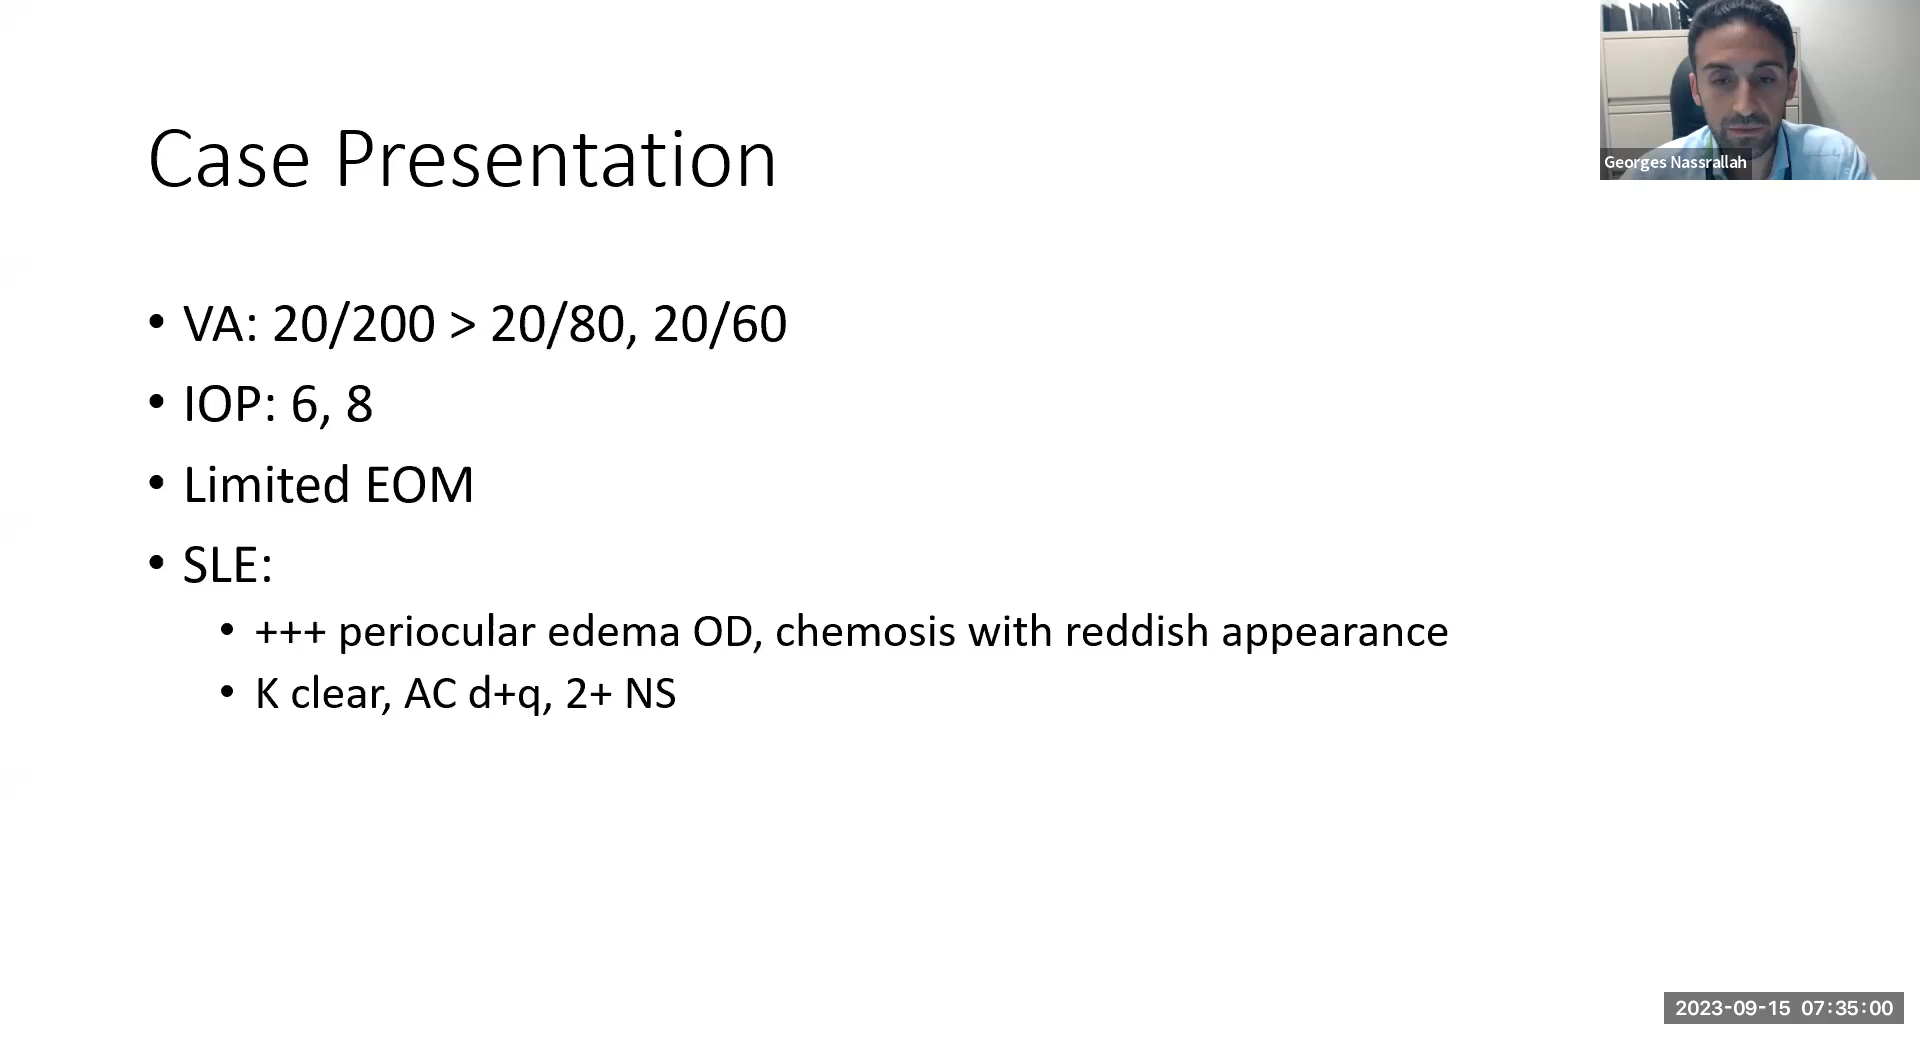 Case Presentation
Georges Nassrallah
• VA: 20/200 > 20/80, 20/60
• IOP: 6, 8
• Limited EOM
• SLE:
• +++ periocular edema OD, chemosis with reddish appearance
• K clear, AC d+q, 2+ NS
2023-09-15 07:35:00